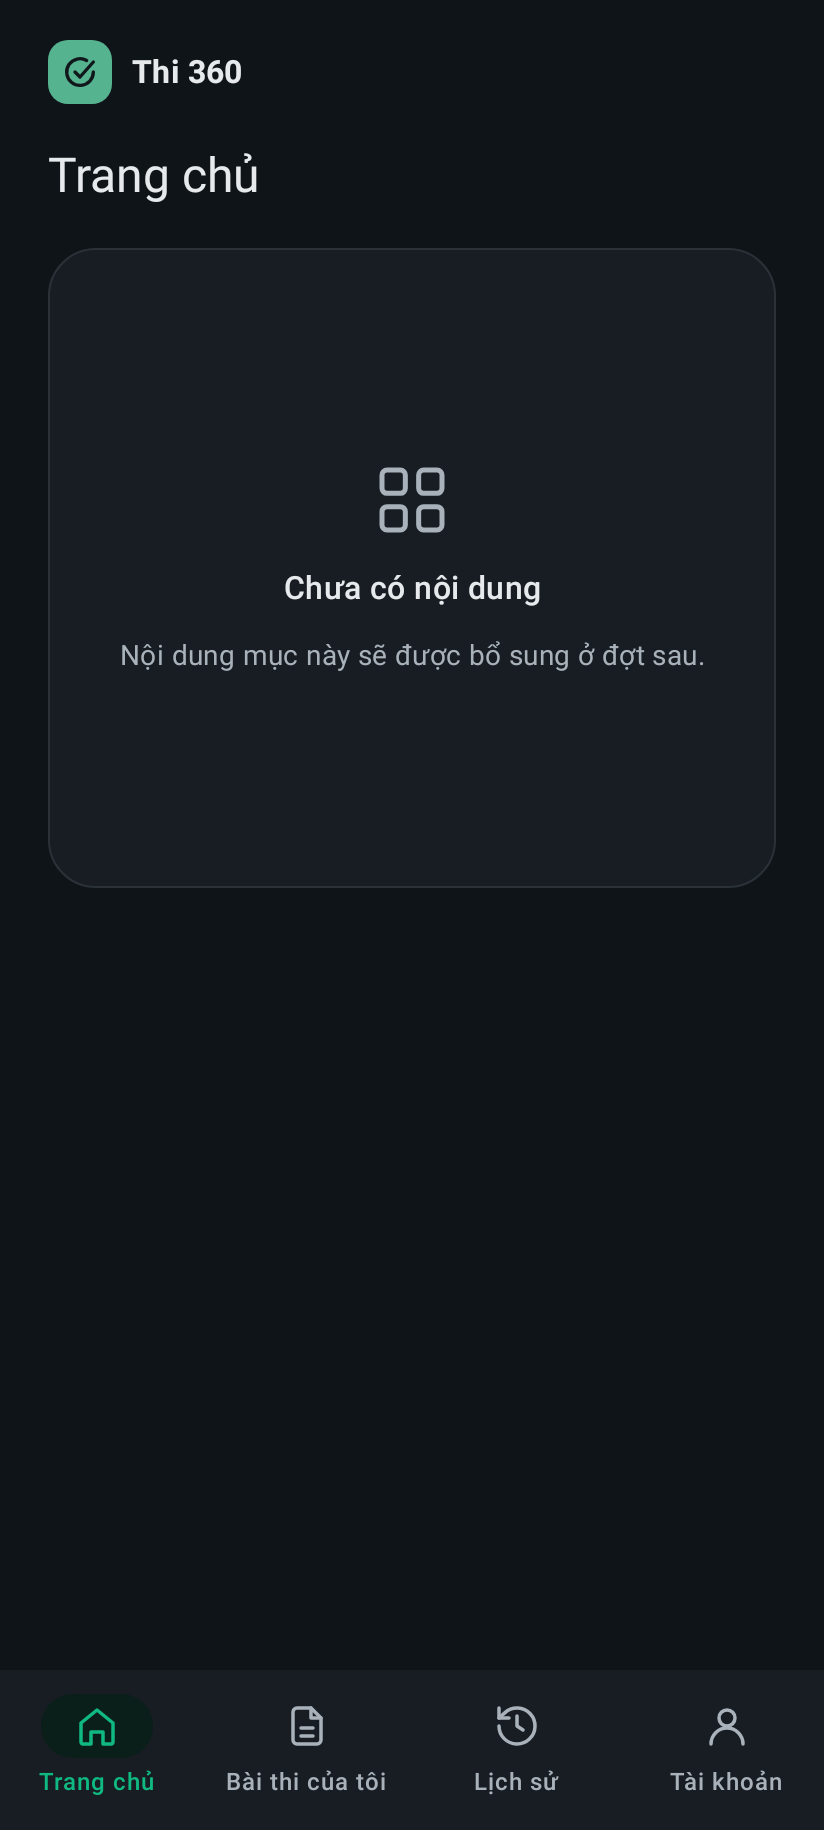 Thi 360
Trang chủ
Chưa có nội dung
Nội dung mục này sẽ được bổ sung ở đợt sau.
Trang chủ
Bài thi của tôi
Lịch sử
Tài khoản